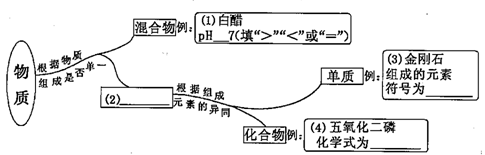 混合物例：
(1)白醋
pH__7(填“>”“<”或“=”)
物质
根据物质
组成是否单一
(2)________
根据组成
元素的异同
单质 例：
(3)金刚石
组成的元素
符号为________
化合物例：
(4)五氧化二磷
化学式为________